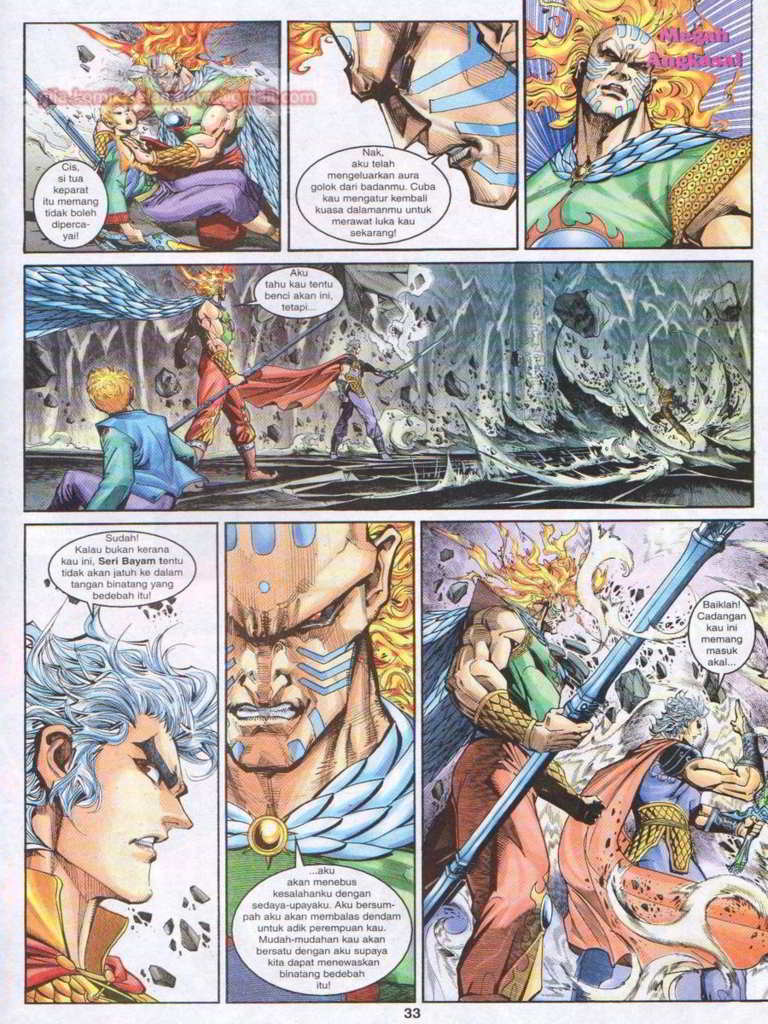 Megah
Angkasa!
Cis,
si tua
keparat
itu memang
tidak boleh
diperca-
yai!
Nak,
aku telah
mengeluarkan aura
golok dari badanmu. Cuba
kau mengatur kembali
kuasa dalamanmu untuk
merawat luka kau
sekarang!
Aku
tahu kau tentu
benci akan ini,
tetapi...
Sudah!
Kalau bukan kerana
kau ini, Seri Bayam tentu
tidak akan jatuh ke dalam
tangan binatang yang
bedebah itu!
...aku
akan menebus
kesalahanku dengan
sedaya-upayaku. Aku bersum-
pah aku akan membalas dendam
untuk adik perempuan kau.
Mudah-mudahan kau akan
bersatu dengan aku supaya
kita dapat menewaskan
binatang bedebah
itu!
Baiklah!
Cadangan
kau ini
memang
masuk
akal...
33